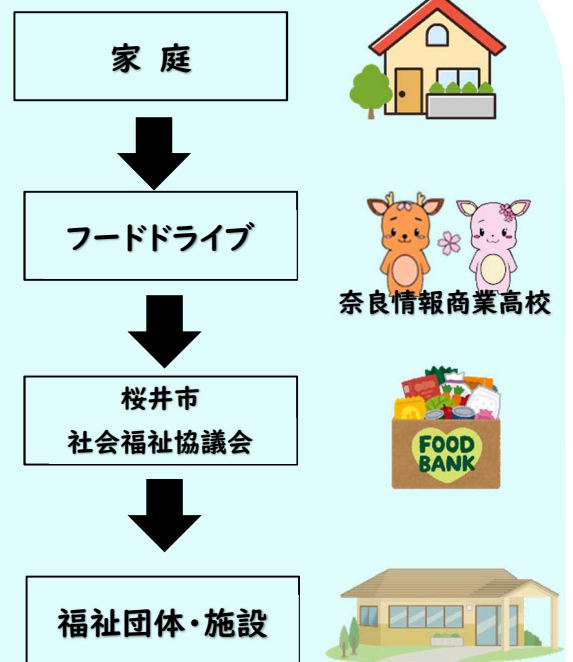 家 庭
フードドライブ
奈良情報商業高校
桜井市
社会福祉協議会
FOOD
BANK
福祉団体・施設